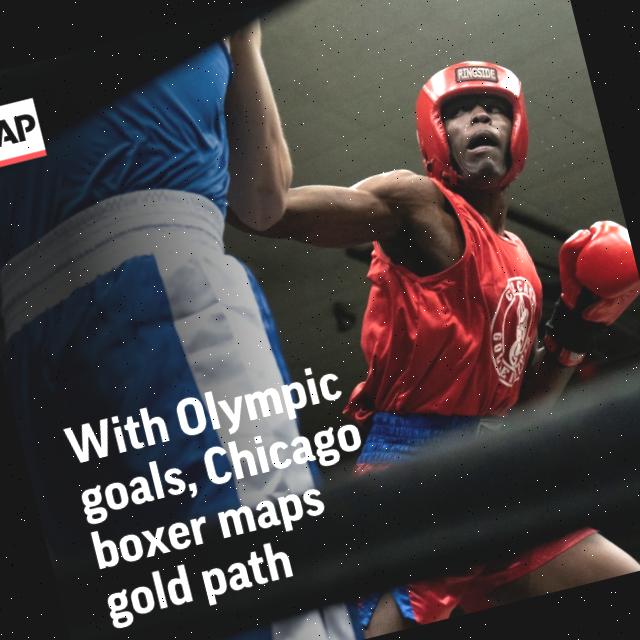 AP
RINGSIDE
With Olympic
goals, Chicago
boxer maps
gold path